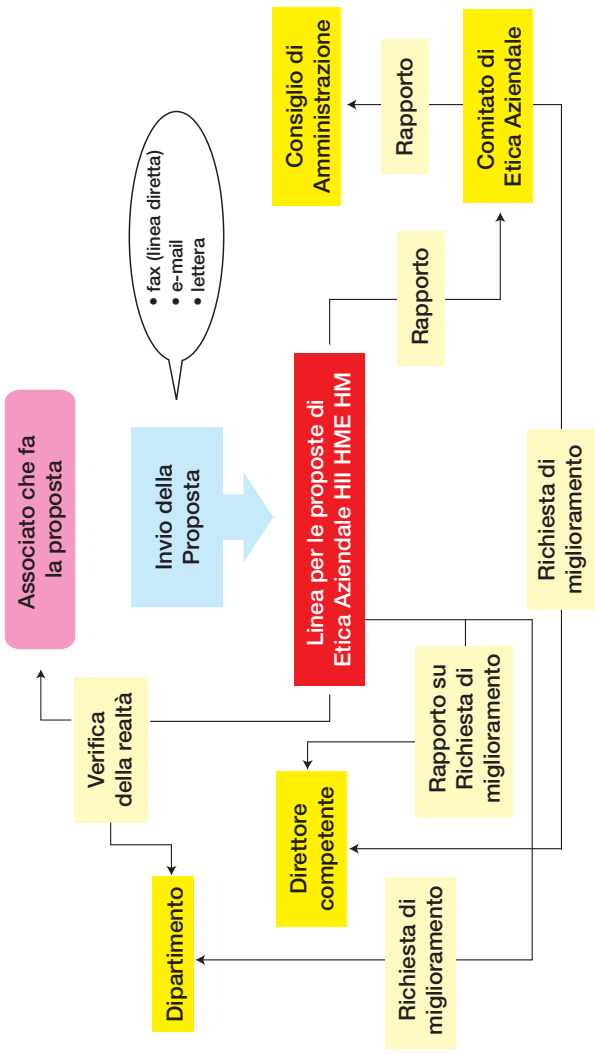 Associato che fa
la proposta
Verifica
della realtà
Dipartimento
Invio della
Proposta
• fax (linea diretta)
• e-mail
• lettera
Linea per le proposte di
Etica Aziendale HII HME HM
Direttore
competente
Rapporto su
Richiesta di
miglioramento
Richiesta di
miglioramento
Rapporto
Consiglio di
Amministrazione
Rapporto
Comitato di
Etica Aziendale
Richiesta di
miglioramento